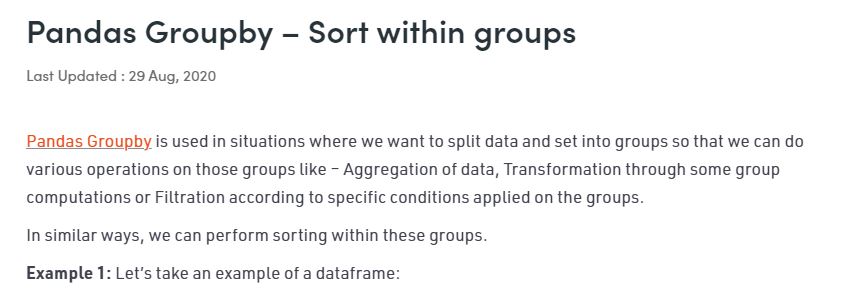 Pandas Groupby – Sort within groups
Last Updated : 29 Aug, 2020
Pandas Groupby is used in situations where we want to split data and set into groups so that we can do
various operations on those groups like – Aggregation of data, Transformation through some group
computations or Filtration according to specific conditions applied on the groups.
In similar ways, we can perform sorting within these groups.
Example 1: Let’s take an example of a dataframe: